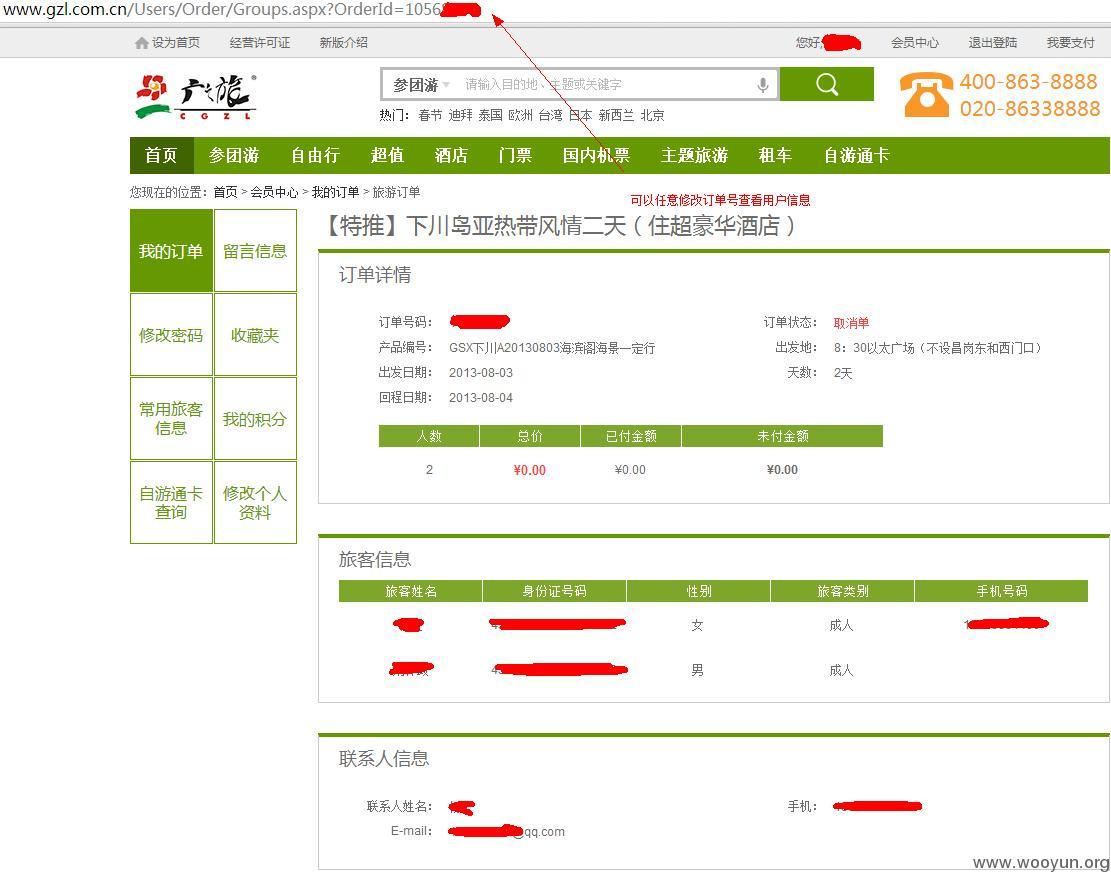 www.gzl.com.cn/Users/Order/Groups.aspx?OrderId=1056
设为首页 经营许可证 新版介绍 您好, 会员中心 退出登陆 我要支付
广之旅® 参团游 请输入目的地、主题或关键字 400-863-8888
CGZL 热门： 春节 迪拜 泰国 欧洲 台湾 日本 新西兰 北京 020-86338888
首页 参团游 自由行 超值 酒店 门票 国内机票 主题旅游 租车 自游通卡
您现在的位置： 首页 > 会员中心 > 我的订单 > 旅游订单
可以任意修改订单号查看用户信息
【特推】下川岛亚热带风情二天（住超豪华酒店）
我的订单 留言信息
修改密码 收藏夹
常用旅客信息 我的积分
自游通卡查询 修改个人资料
订单详情
订单号码： 订单状态： 取消单
产品编号： GSX下川A20130803海滨阁海景一定行 出发地： 8：30以太广场（不设昌岗东和西门口）
出发日期： 2013-08-03 天数： 2天
回程日期： 2013-08-04
人数 总价 已付金额 未付金额
2 ¥0.00 ¥0.00 ¥0.00
旅客信息
旅客姓名 身份证号码 性别 旅客类别 手机号码
女 成人
男 成人
联系人信息
联系人姓名： 手机：
E-mail： @qq.com
www.wooyun.org